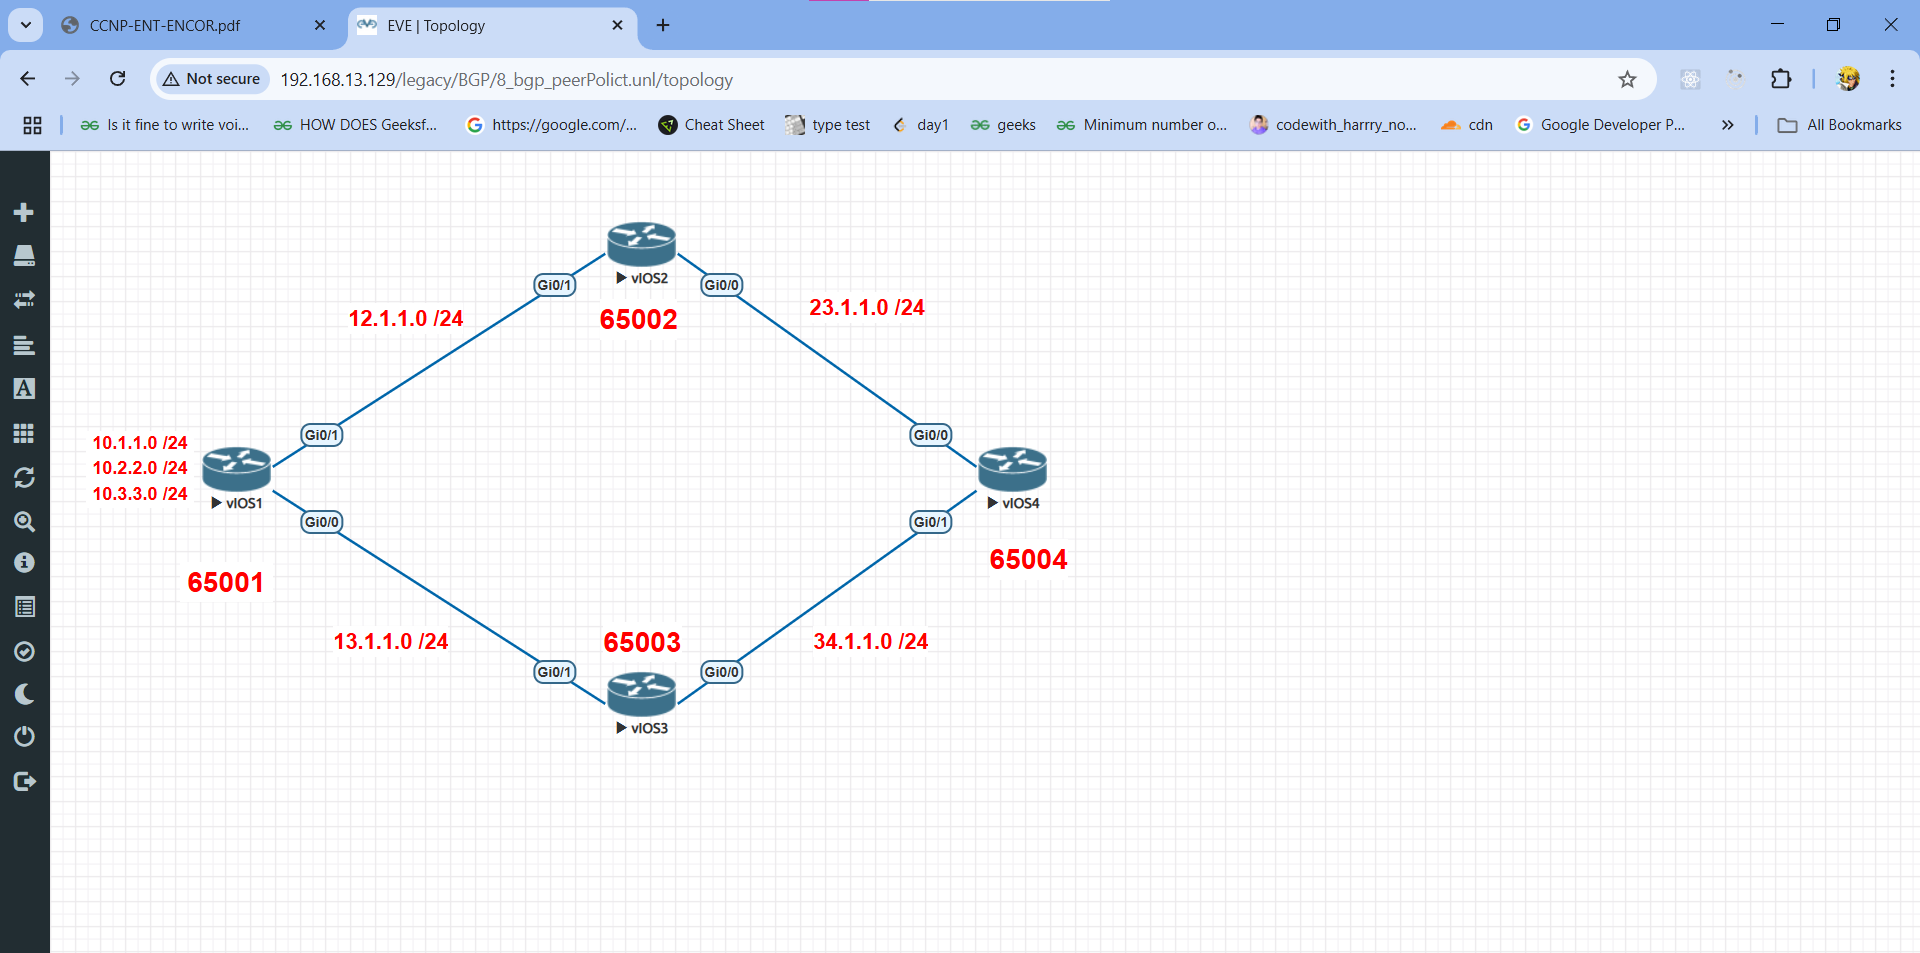 CCNP-ENT-ENCOR.pdf
EVE | Topology
Not secure
192.168.13.129/legacy/BGP/8_bgp_peerPolict.unl/topology
Is it fine to write voi...
HOW DOES Geeksf...
https://google.com/...
Cheat Sheet
type test
day1
geeks
Minimum number o...
codewith_harrry_no...
cdn
Google Developer P...
All Bookmarks
vIOS2
Gi0/1
Gi0/0
65002
12.1.1.0 /24
23.1.1.0 /24
Gi0/1
Gi0/0
10.1.1.0 /24
10.2.2.0 /24
10.3.3.0 /24
vIOS1
vIOS4
Gi0/0
Gi0/1
65001
65004
13.1.1.0 /24
65003
34.1.1.0 /24
Gi0/1
Gi0/0
vIOS3